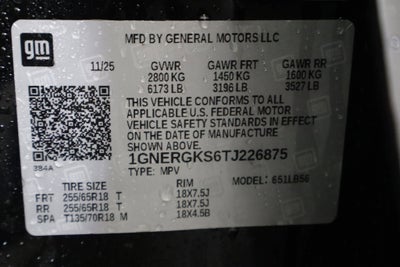 gm
MFD BY GENERAL MOTORS LLC
11/25 GVWR GAWR FRT GAWR RR
2800 KG 1450 KG 1600 KG
6173 LB 3196 LB 3527 LB
THIS VEHICLE CONFORMS TO ALL
APPLICABLE U.S. FEDERAL MOTOR
VEHICLE SAFETY STANDARDS IN EFFECT
ON THE DATE OF MANUFACTURE SHOWN
ABOVE.
1GNERGKS6TJ226875
384A TYPE: MPV MODEL: 651LB56
TIRE SIZE RIM
FRT 255/65R18 T 18X7.5J
RR 255/65R18 T 18X7.5J
SPA T135/70R18 M 18X4.5B